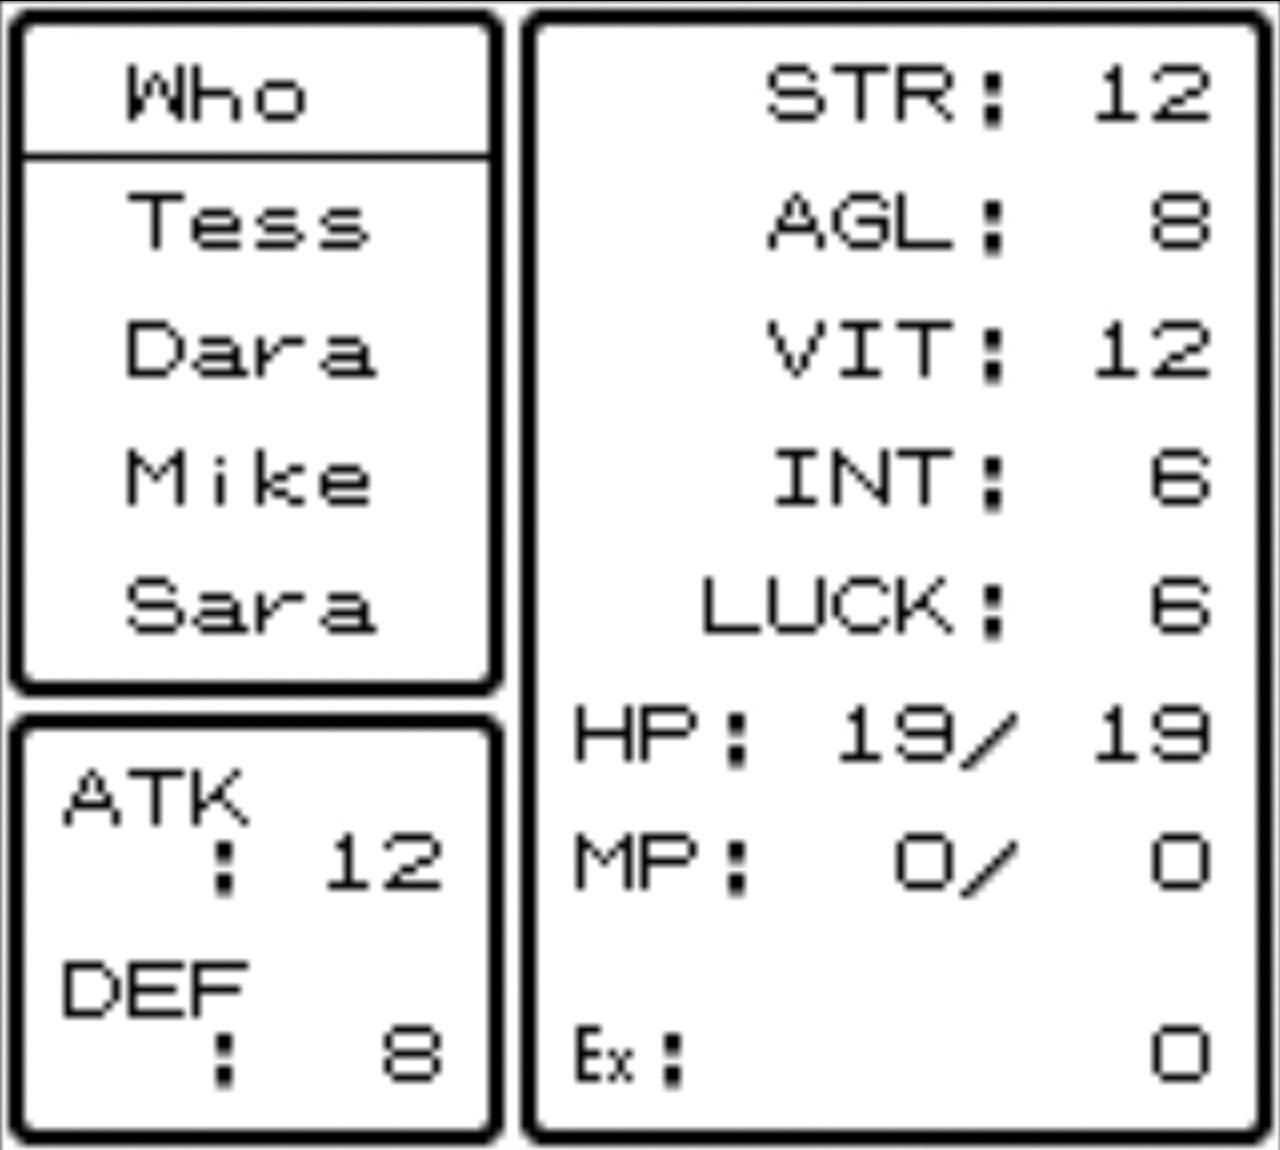 Who
Tess
Dara
Mike
Sara
ATK
: 12
DEF
: 8
STR: 12
AGL: 8
VIT: 12
INT: 6
LUCK: 6
HP: 19/ 19
MP: 0/ 0
Ex: 0